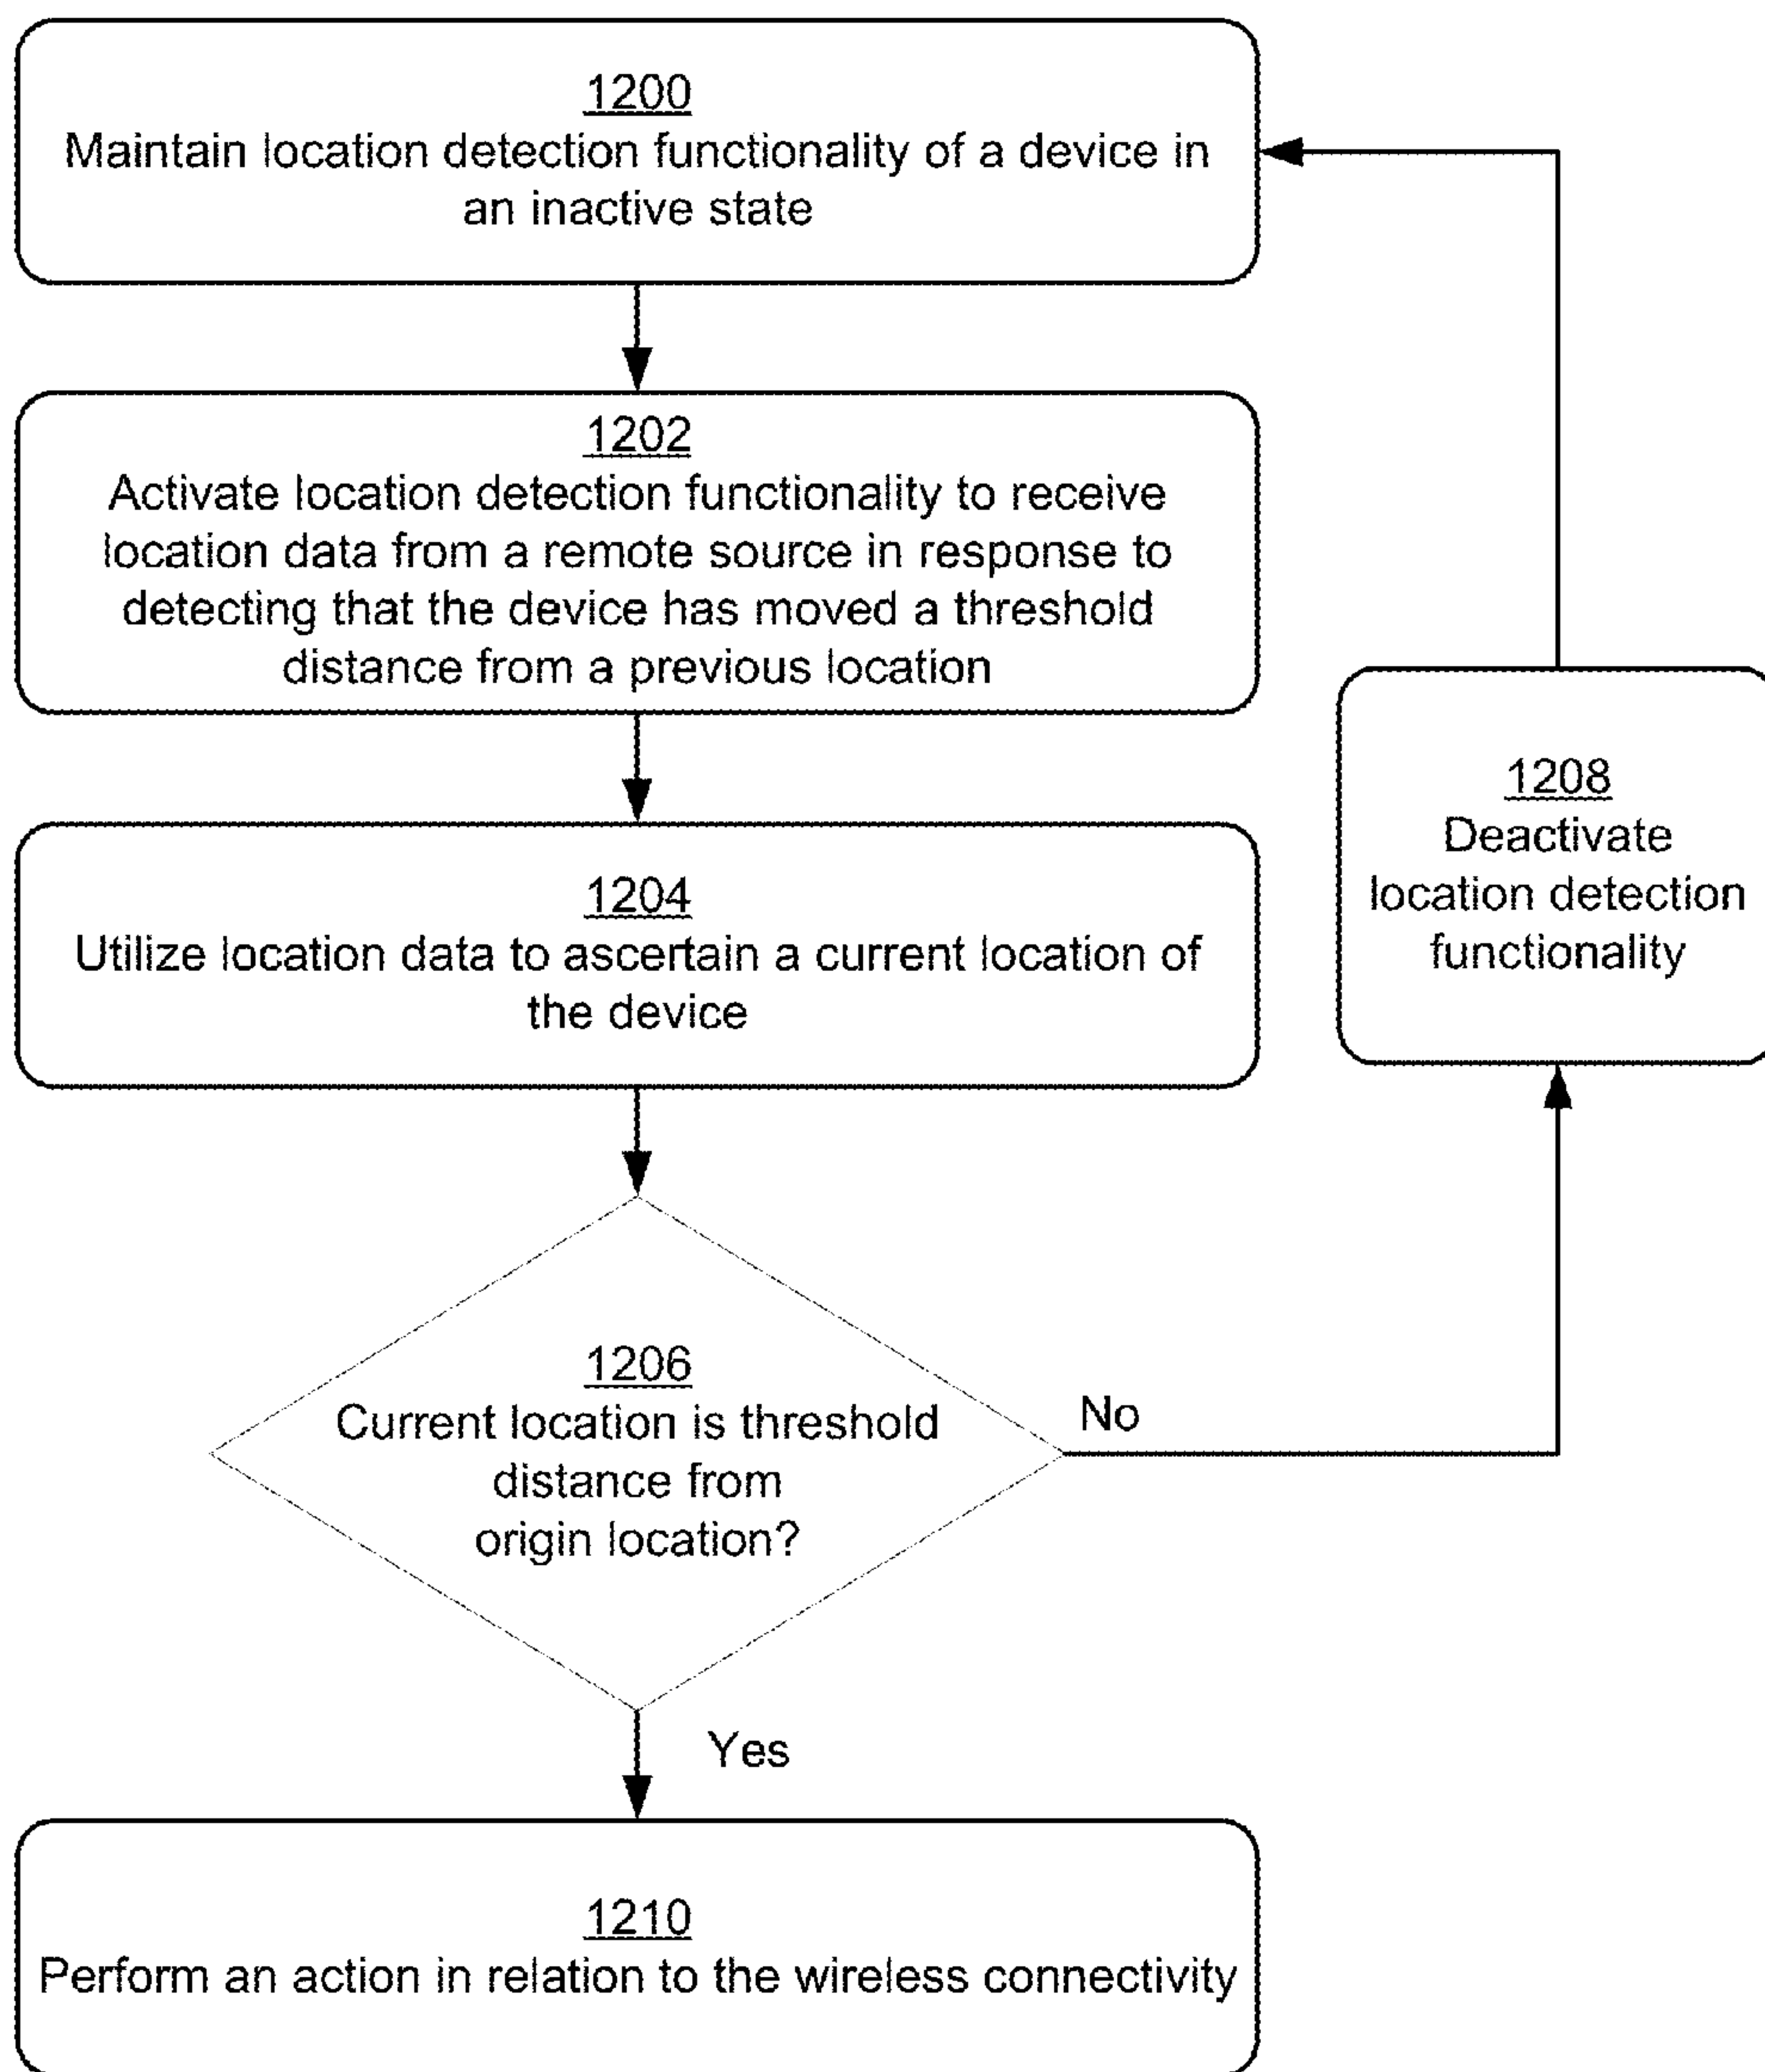 1200
Maintain location detection functionality of a device in
an inactive state
1202
Activate location detection functionality to receive
location data from a remote source in response to
detecting that the device has moved a threshold
distance from a previous location
1204
Utilize location data to ascertain a current location of
the device
1206
Current location is threshold
distance from
origin location?
No
1208
Deactivate
location detection
functionality
Yes
1210
Perform an action in relation to the wireless connectivity